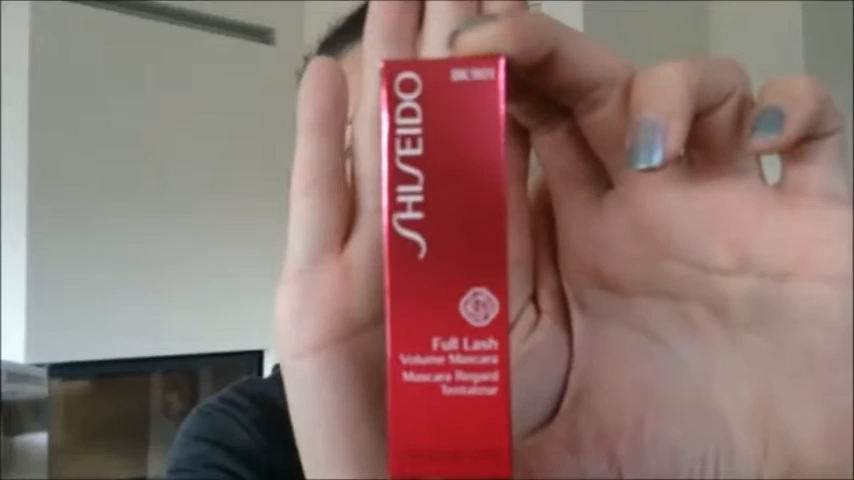 BK901
SHISEIDO
Full Lash
Volume Mascara
Mascara Regard
Tentateur